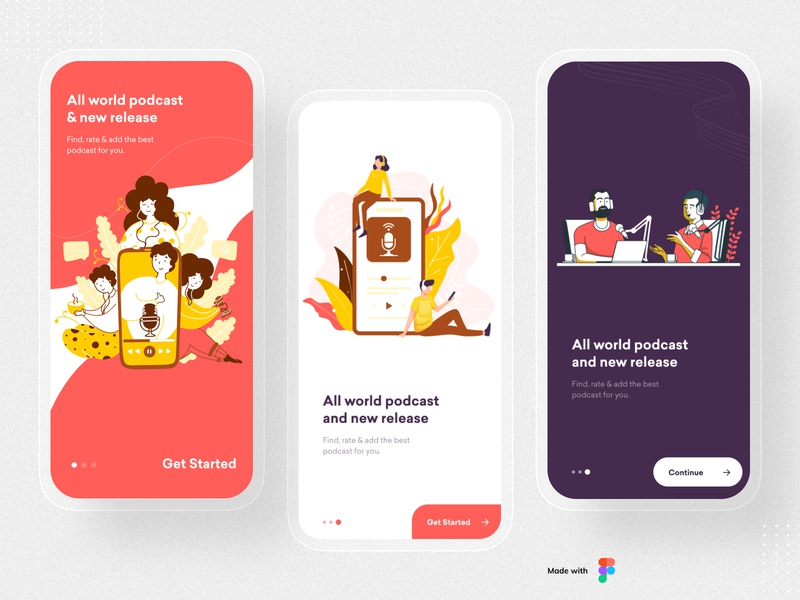 All world podcast
& new release
Find, rate & add the best
podcast for you.
Get Started
All world podcast
and new release
Find, rate & add the best
podcast for you.
Get Started
All world podcast
and new release
Find, rate & add the best
podcast for you.
Continue
Made with